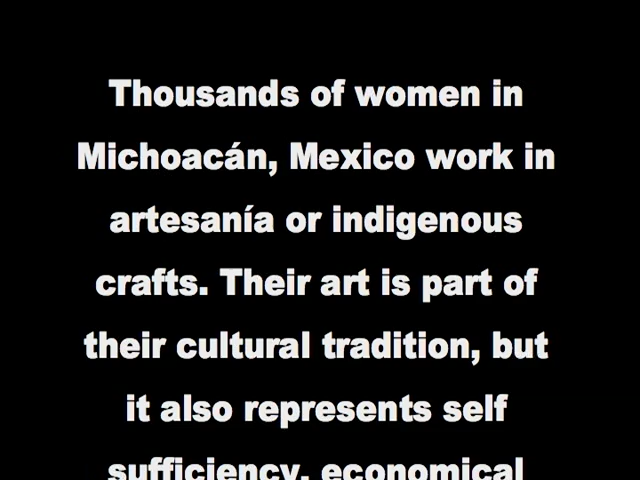 Thousands of women in
Michoacán, Mexico work in
artesanía or indigenous
crafts. Their art is part of
their cultural tradition, but
it also represents self
sufficiency, economical